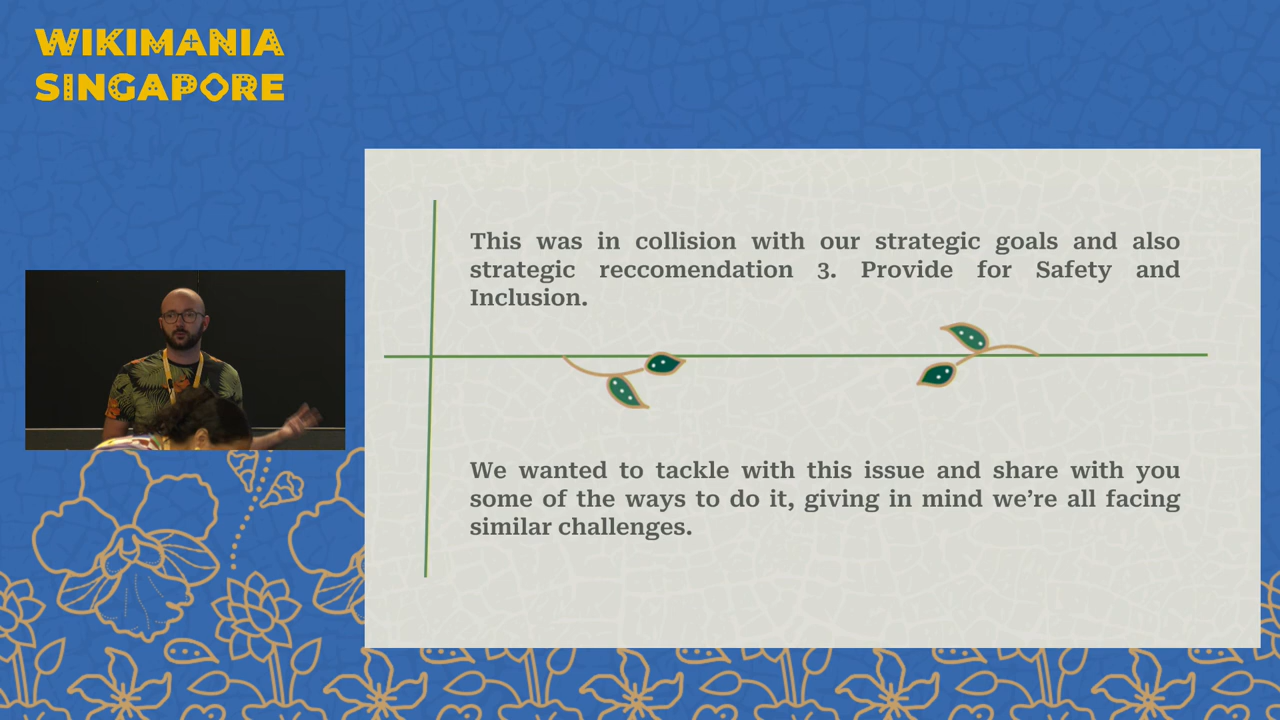 WIKIMANIA
SINGAPORE
This was in collision with our strategic goals and also
strategic reccomendation 3. Provide for Safety and
Inclusion.
We wanted to tackle with this issue and share with you
some of the ways to do it, giving in mind we’re all facing
similar challenges.